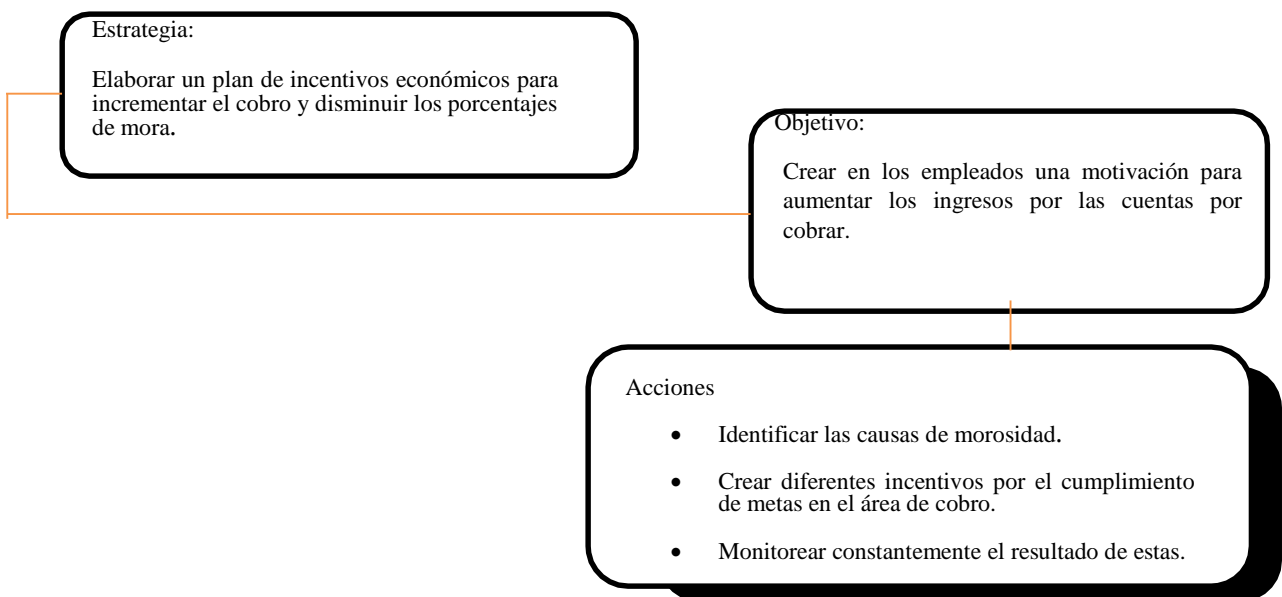 Estrategia:
Elaborar un plan de incentivos económicos para
incrementar el cobro y disminuir los porcentajes
de mora.
Objetivo:
Crear en los empleados una motivación para
aumentar los ingresos por las cuentas por
cobrar.
Acciones
• Identificar las causas de morosidad.
• Crear diferentes incentivos por el cumplimiento
de metas en el área de cobro.
• Monitorear constantemente el resultado de estas.